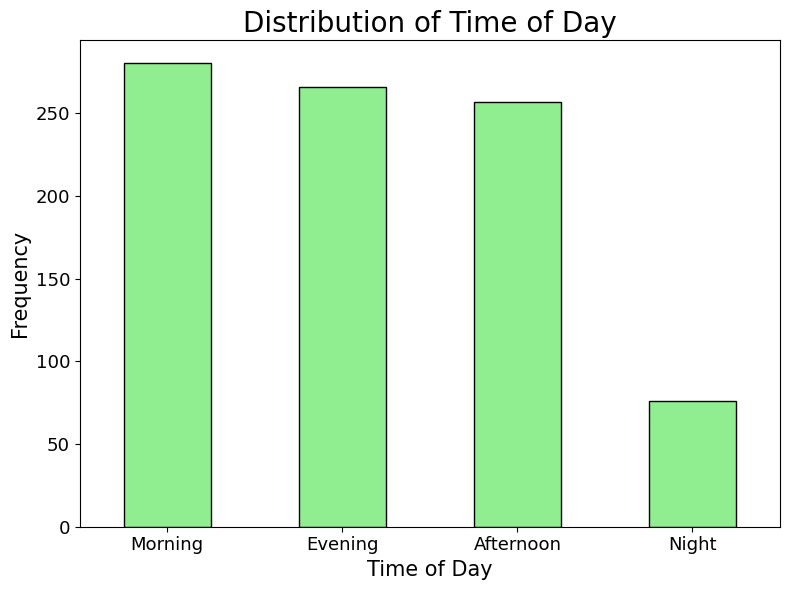 Distribution of Time of Day
Frequency
250
200
150
100
50
0
Morning Evening Afternoon Night
Time of Day